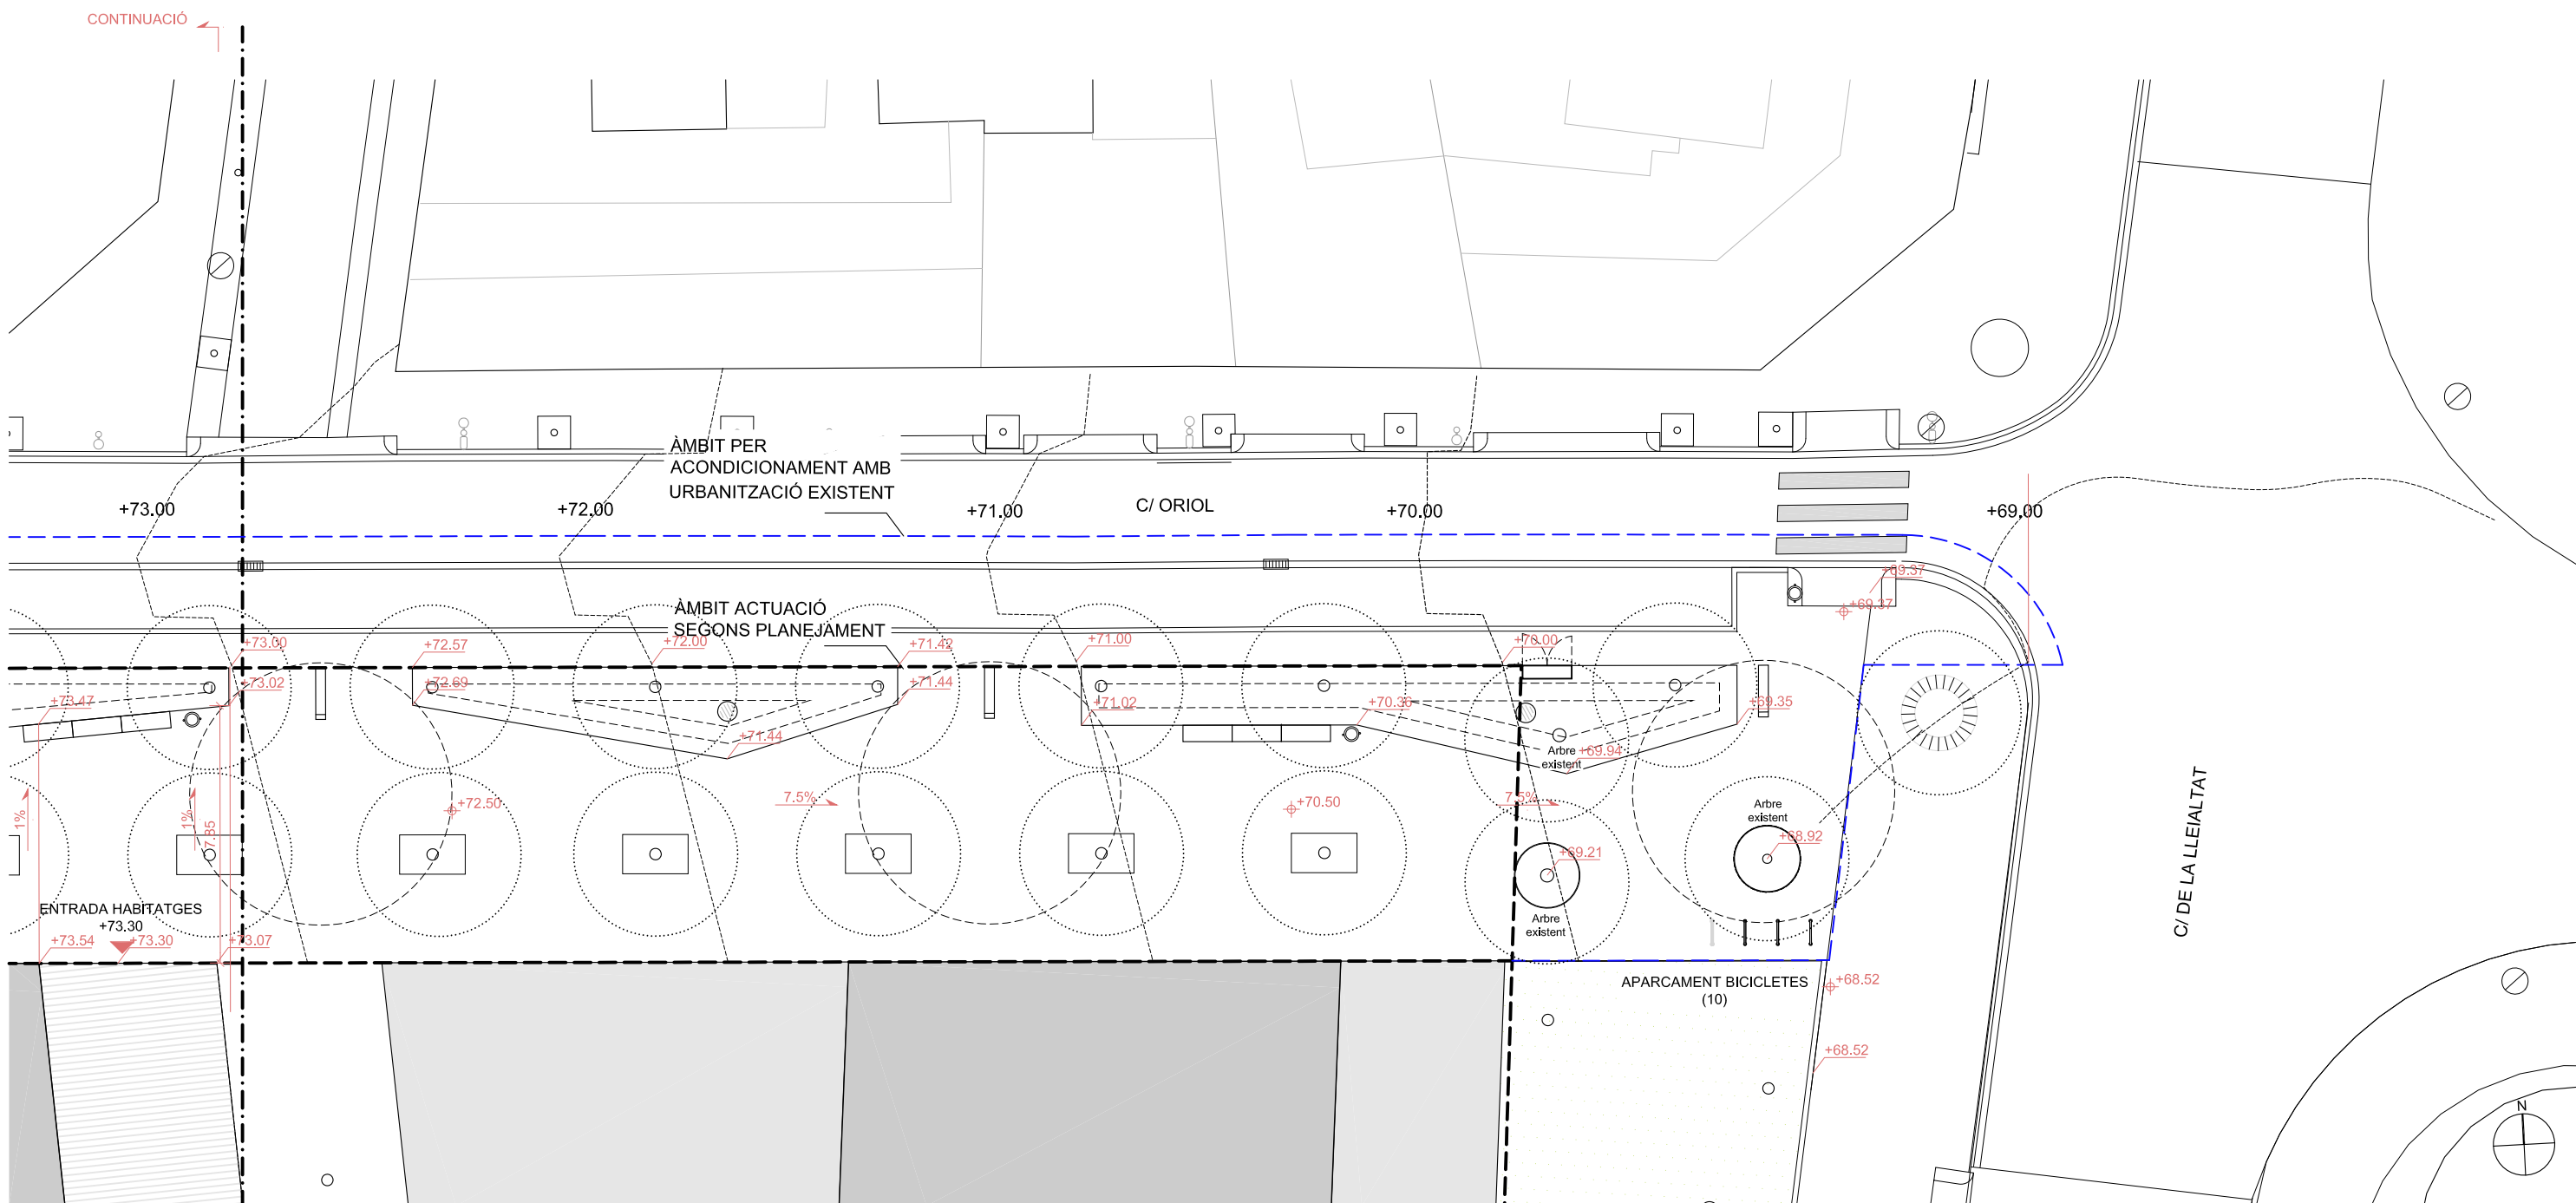 CONTINUACIÓ
ÀMBIT PER
ACONDICIONAMENT AMB
URBANITZACIÓ EXISTENT
+73.00
+72.00
+71.00
C/ ORIOL
+70.00
+69.00
+69.37
+69.37
ÀMBIT ACTUACIÓ
SEGONS PLANEJAMENT
+73.00
+72.57
+72.00
+71.42
+71.00
+70.00
+73.47
+73.02
+72.69
+71.44
+71.02
+70.36
+69.35
+71.44
Arbre
existent
+69.94
1%
1%
7.85
+72.50
7.5%
+70.50
7.5%
Arbre
existent
+68.92
+69.21
Arbre
existent
C/ DE LA LLEIALTAT
ENTRADA HABITATGES
+73.30
+73.54
+73.30
+73.07
APARCAMENT BICICLETES
(10)
+68.52
+68.52
N